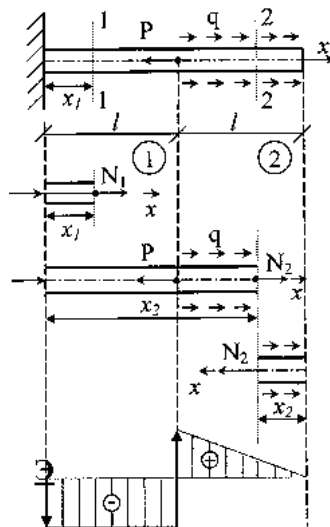 1 2
P q
x
x₁ 1 2
l l
1 2
N₁
x
x₁
P q
N₂
x
x₂
N₂
x
x₂
+
Э
-